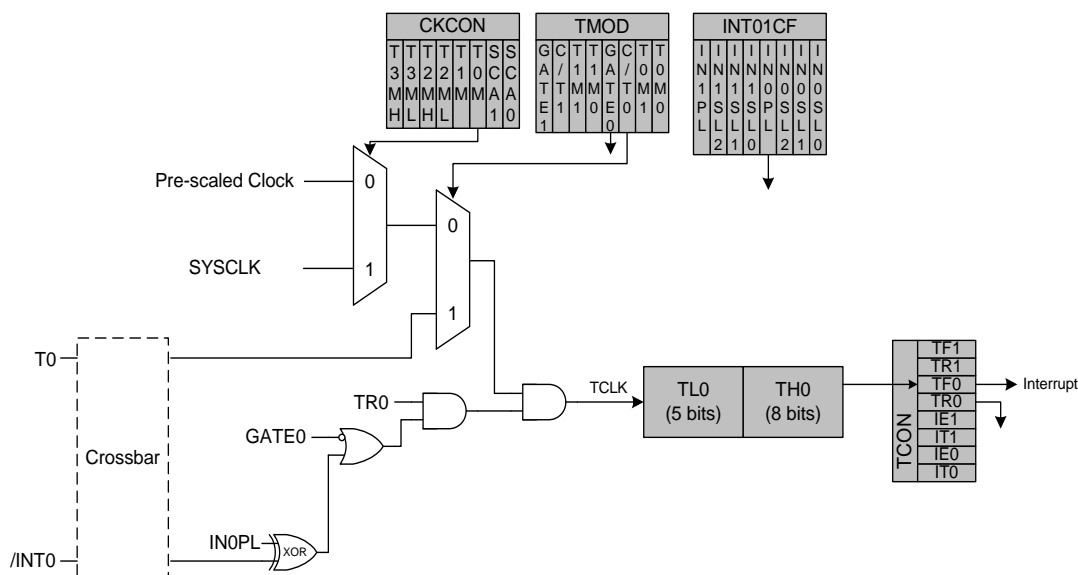 CKCON
T3MH T3ML T2MH T2ML T1M T0M SCA1 SCA0
TMOD
GATE1 C/T1 T1M1 T1M0 GATE0 C/T0 T0M1 T0M0
INT01CF
IN1PL IN1SL2 IN1SL1 IN1SL0 IN0PL IN0SL2 IN0SL1 IN0SL0
Pre-scaled Clock
0
SYSCLK
1
0
1
T0
Crossbar
/INT0
TR0
GATE0
IN0PL
XOR
TCLK
TL0
(5 bits)
TH0
(8 bits)
TCON
TF1
TR1
TF0
TR0
IE1
IT1
IE0
IT0
Interrupt